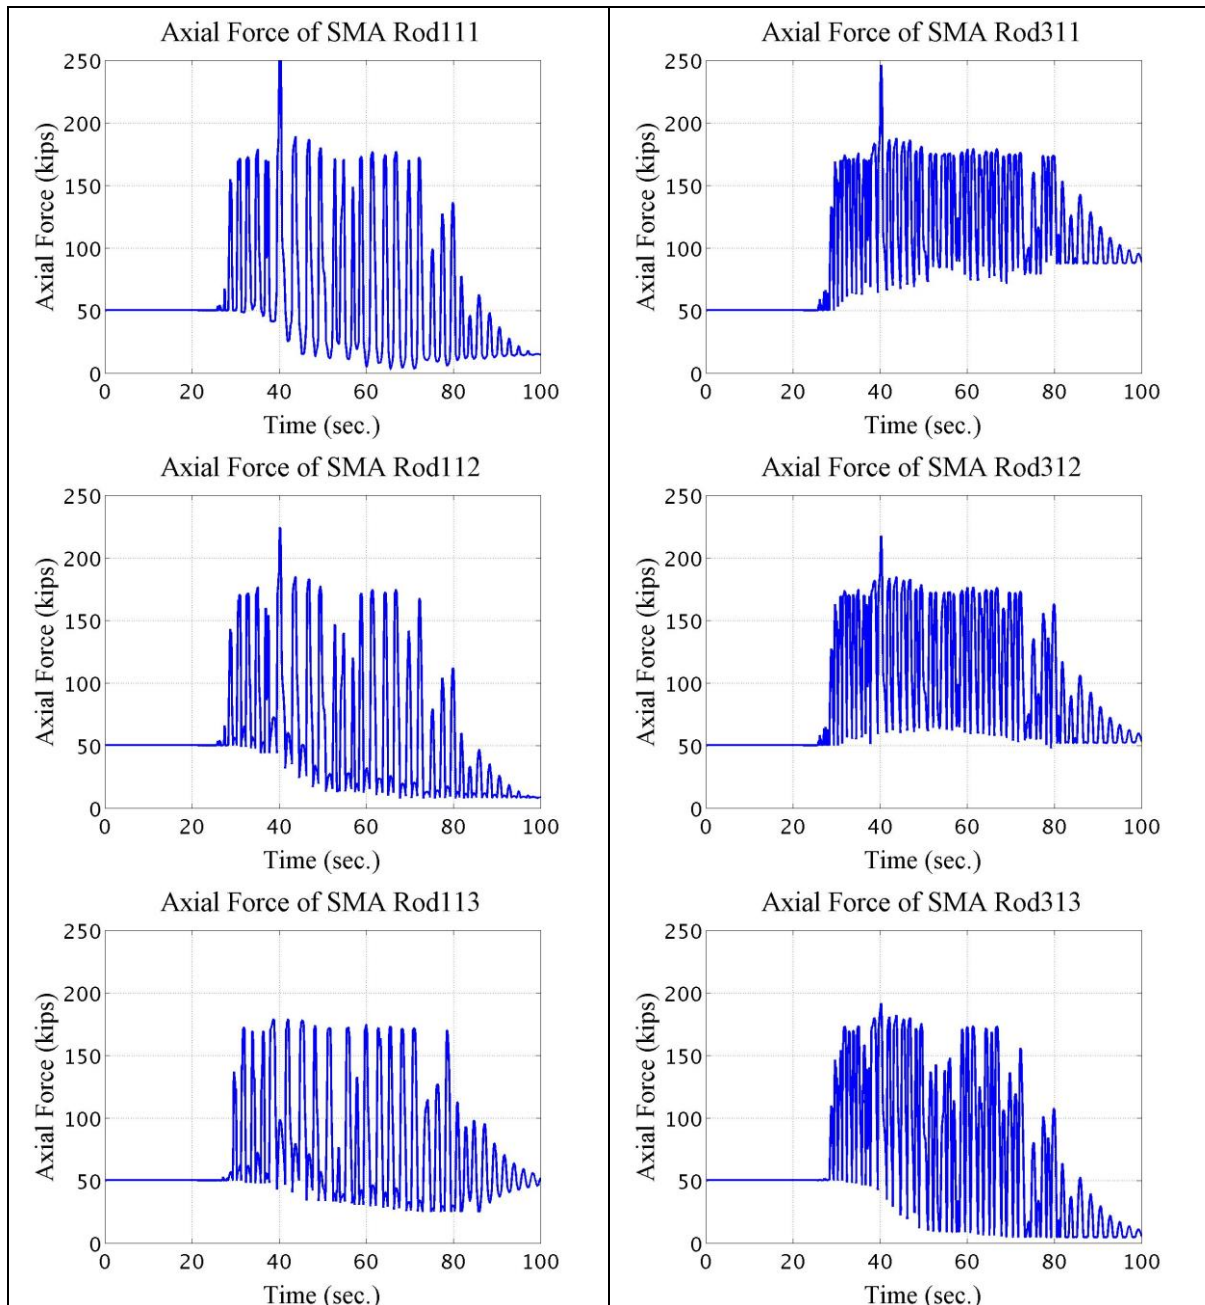 Axial Force of SMA Rod111
250
200
150
100
50
0
Axial Force (kips)
0 20 40 60 80 100
Time (sec.)
Axial Force of SMA Rod311
250
200
150
100
50
0
Axial Force (kips)
0 20 40 60 80 100
Time (sec.)
Axial Force of SMA Rod112
250
200
150
100
50
0
Axial Force (kips)
0 20 40 60 80 100
Time (sec.)
Axial Force of SMA Rod312
250
200
150
100
50
0
Axial Force (kips)
0 20 40 60 80 100
Time (sec.)
Axial Force of SMA Rod113
250
200
150
100
50
0
Axial Force (kips)
0 20 40 60 80 100
Time (sec.)
Axial Force of SMA Rod313
250
200
150
100
50
0
Axial Force (kips)
0 20 40 60 80 100
Time (sec.)